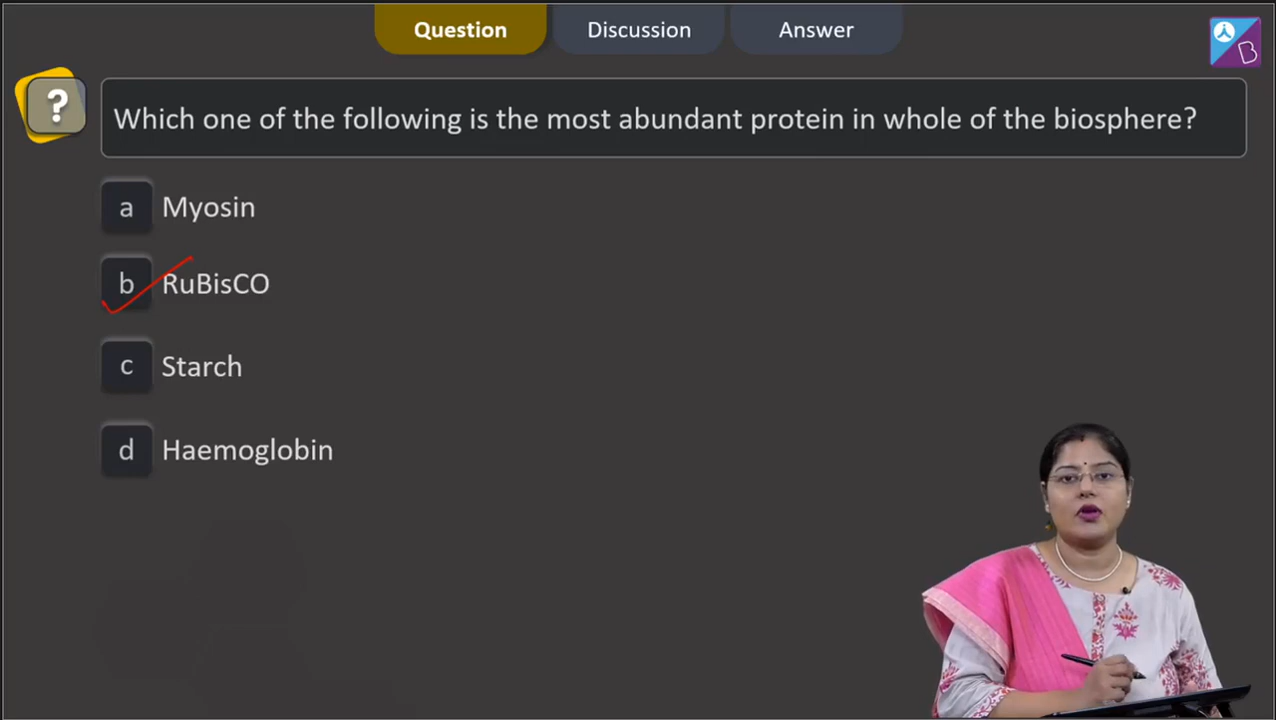 Question Discussion Answer
B
?
Which one of the following is the most abundant protein in whole of the biosphere?
a Myosin
b RuBisCO
c Starch
d Haemoglobin